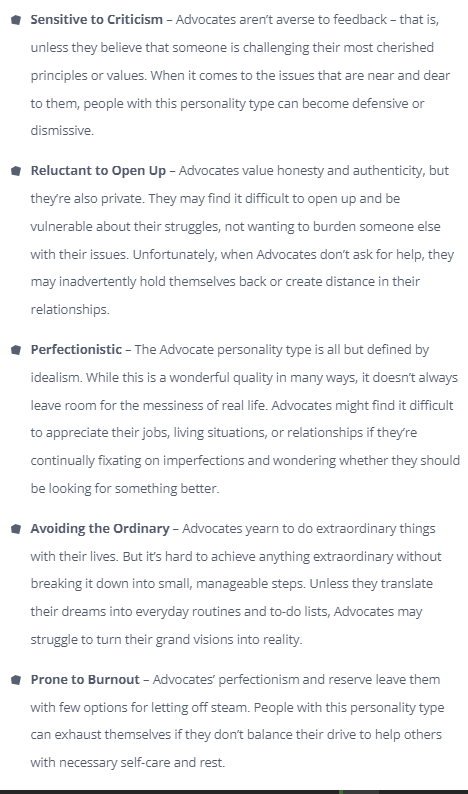 Sensitive to Criticism – Advocates aren't averse to feedback – that is,
unless they believe that someone is challenging their most cherished
principles or values. When it comes to the issues that are near and dear
to them, people with this personality type can become defensive or
dismissive.
Reluctant to Open Up – Advocates value honesty and authenticity, but
they're also private. They may find it difficult to open up and be
vulnerable about their struggles, not wanting to burden someone else
with their issues. Unfortunately, when Advocates don't ask for help, they
may inadvertently hold themselves back or create distance in their
relationships.
Perfectionistic – The Advocate personality type is all but defined by
idealism. While this is a wonderful quality in many ways, it doesn't always
leave room for the messiness of real life. Advocates might find it difficult
to appreciate their jobs, living situations, or relationships if they're
continually fixating on imperfections and wondering whether they should
be looking for something better.
Avoiding the Ordinary – Advocates yearn to do extraordinary things
with their lives. But it's hard to achieve anything extraordinary without
breaking it down into small, manageable steps. Unless they translate
their dreams into everyday routines and to-do lists, Advocates may
struggle to turn their grand visions into reality.
Prone to Burnout – Advocates' perfectionism and reserve leave them
with few options for letting off steam. People with this personality type
can exhaust themselves if they don't balance their drive to help others
with necessary self-care and rest.